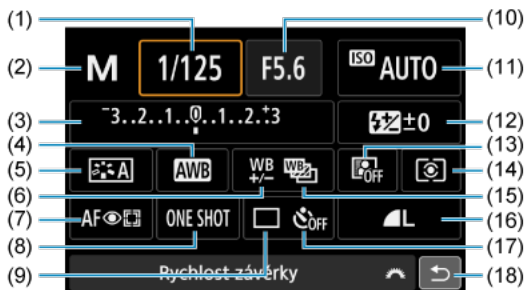 (1) (10)
(2) M 1/125 F5.6 ISO AUTO (11)
(3) -3..2..1..0..1..2..+3 ±0 (12)
(4) (13)
(5) A AWB WB +/- WB OFF (14)
(6) (15)
(7) AF ONE SHOT OFF L (16)
(8) (17)
(9) Rychlost závěrky (18)